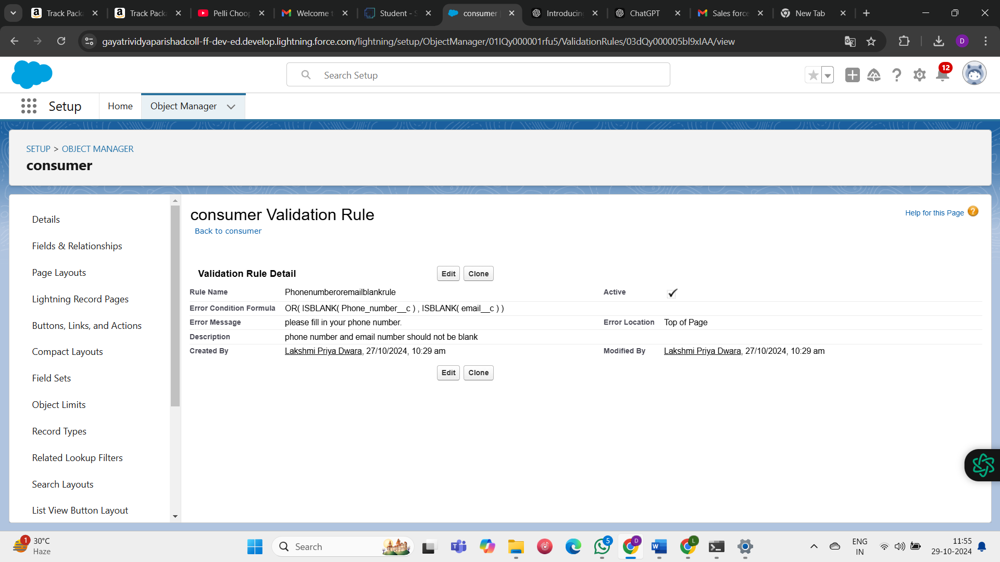 Track Packa
Track Packa
Pelli Choop
Welcome t
Student - S
consumer
Introducing
ChatGPT
Sales force
New Tab
gayatrividyaparishadcoll-ff-dev-ed.develop.lightning.force.com/lightning/setup/ObjectManager/01IQy000001rfu5/ValidationRules/03dQy000005bl9xIAA/view
D
Search Setup
12
Setup
Home
Object Manager
SETUP > OBJECT MANAGER
consumer
Details
Fields & Relationships
Page Layouts
Lightning Record Pages
Buttons, Links, and Actions
Compact Layouts
Field Sets
Object Limits
Record Types
Related Lookup Filters
Search Layouts
List View Button Layout
consumer Validation Rule
Back to consumer
Help for this Page
Validation Rule Detail
Edit Clone
Rule Name Phonenumberoremailblankrule Active
Error Condition Formula OR( ISBLANK( Phone_number__c ) , ISBLANK( email__c ) )
Error Message please fill in your phone number. Error Location Top of Page
Description phone number and email number should not be blank
Created By Lakshmi Priya Dwara, 27/10/2024, 10:29 am Modified By Lakshmi Priya Dwara, 27/10/2024, 10:29 am
Edit Clone
1
30°C
Haze
Search
5
D
L
ENG
IN
11:55
29-10-2024